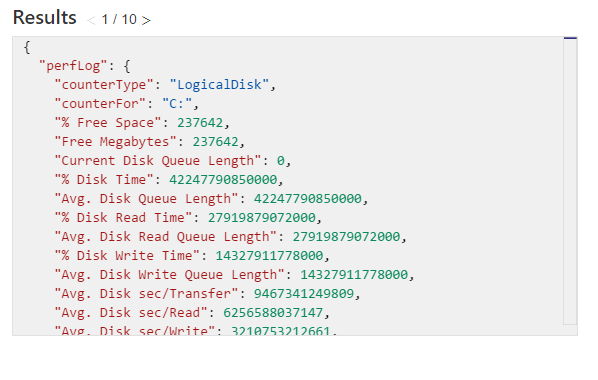 Results < 1 / 10 >
{
"perfLog": {
"counterType": "LogicalDisk",
"counterFor": "C:",
"% Free Space": 237642,
"Free Megabytes": 237642,
"Current Disk Queue Length": 0,
"% Disk Time": 42247790850000,
"Avg. Disk Queue Length": 42247790850000,
"% Disk Read Time": 27919879072000,
"Avg. Disk Read Queue Length": 27919879072000,
"% Disk Write Time": 14327911778000,
"Avg. Disk Write Queue Length": 14327911778000,
"Avg. Disk sec/Transfer": 9467341249809,
"Avg. Disk sec/Read": 6256588037147,
"Avg. Disk sec/Write": 3210753212661,